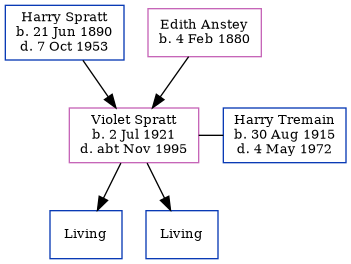 Harry Spratt
b. 21 Jun 1890
d. 7 Oct 1953
Edith Anstey
b. 4 Feb 1880
Violet Spratt
b. 2 Jul 1921
d. abt Nov 1995
Harry Tremain
b. 30 Aug 1915
d. 4 May 1972
Living
Living